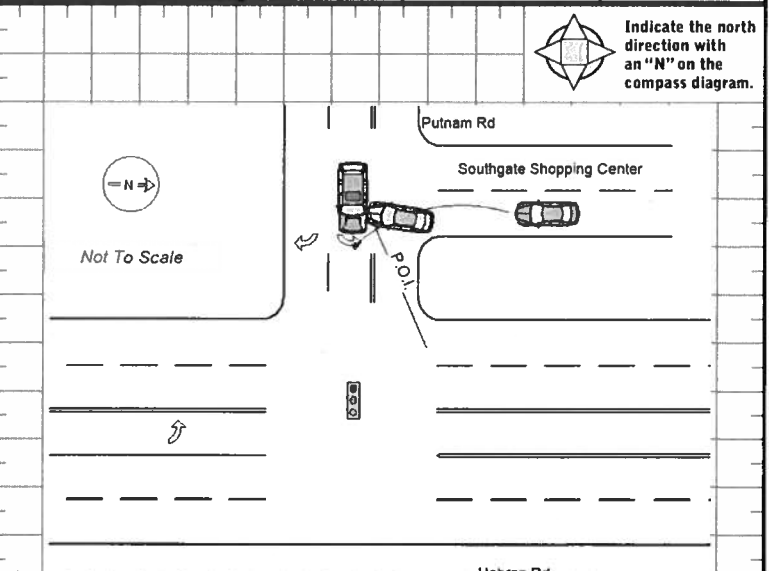 Indicate the north
direction with
an "N" on the
compass diagram.
Putnam Rd
Southgate Shopping Center
N
Not To Scale
P.O.I.